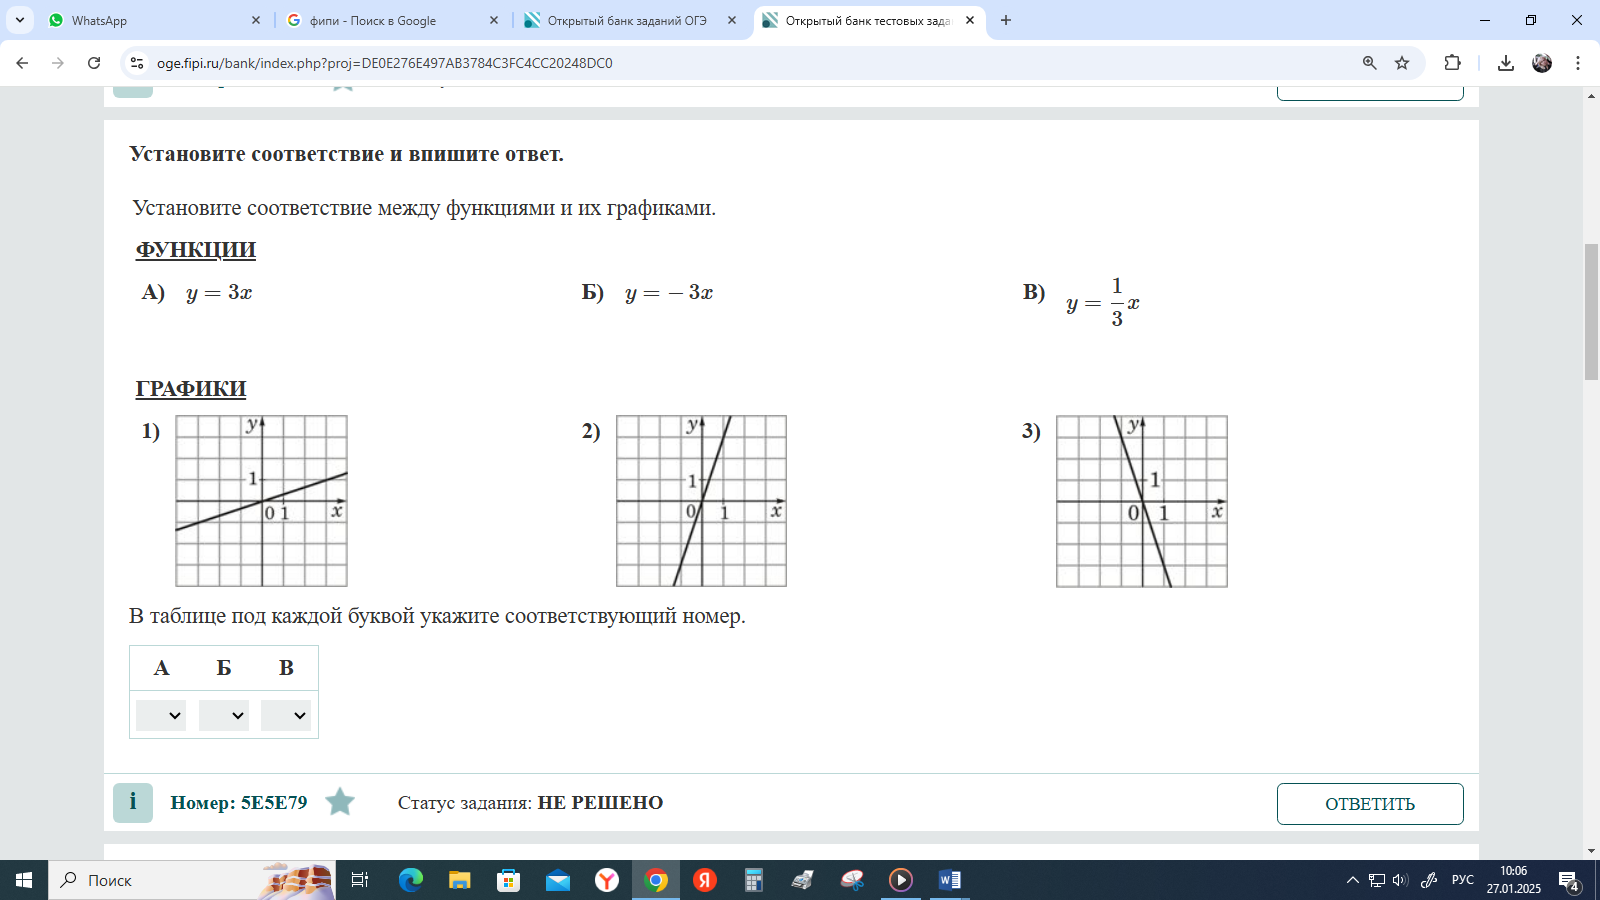 WhatsApp
фипи - Поиск в Google
Открытый банк заданий ОГЭ
Открытый банк тестовых зада
oge.fipi.ru/bank/index.php?proj=DE0E276E497AB3784C3FC4CC20248DC0
Установите соответствие и впишите ответ.
Установите соответствие между функциями и их графиками.
ФУНКЦИИ
А) y = 3x
Б) y = − 3x
В) y = 1/3 x
ГРАФИКИ
1) y 1 0 1 x
2) y 1 0 1 x
3) y 1 0 1 x
В таблице под каждой буквой укажите соответствующий номер.
А Б В
i Номер: 5E5E79 Статус задания: НЕ РЕШЕНО ОТВЕТИТЬ
Поиск
РУС
10:06
27.01.2025
4